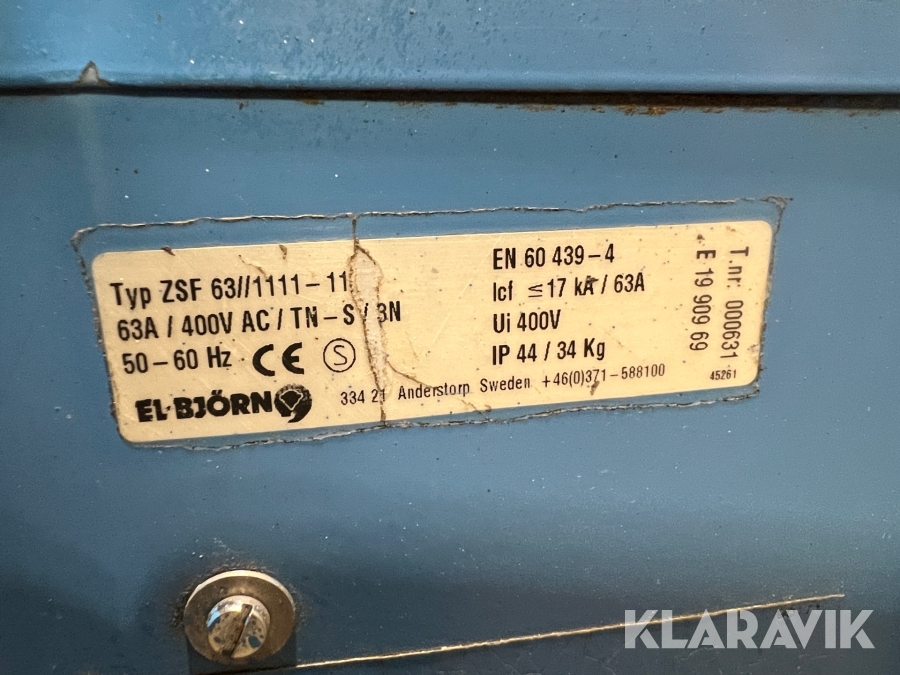 Typ ZSF 63//1111-11
63A / 400V AC / TN-S / 3N
50-60 Hz CE S
EL·BJÖRN
334 21 Anderstorp Sweden +46(0)371-588100
EN 60 439-4
Icf ≤17 kA / 63A
Ui 400V
IP 44 / 34 Kg
T.nr: 000631
E 19 909 69
45261
KLARAVIK